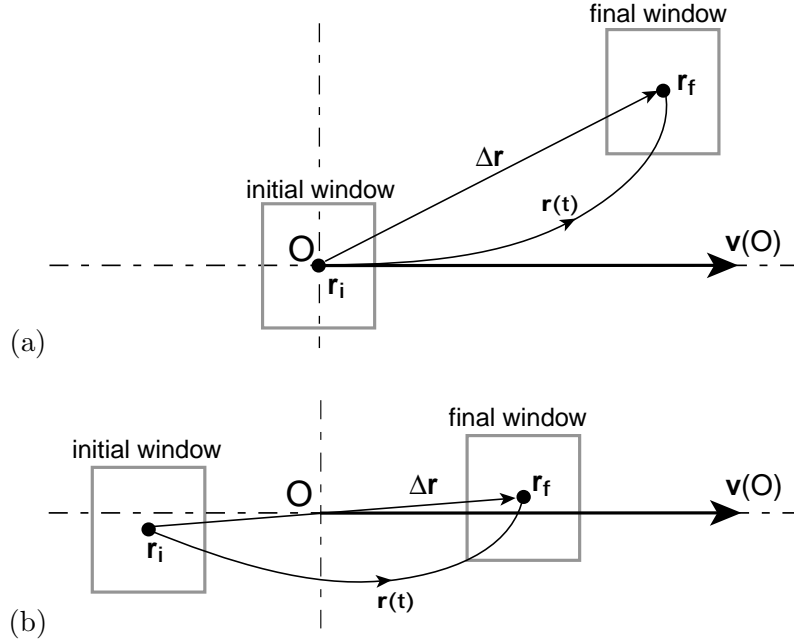 final window
r_f
Δr
initial window
r(t)
O
v(O)
r_i
(a)
final window
initial window
Δr
r_f
O
v(O)
r_i
r(t)
(b)